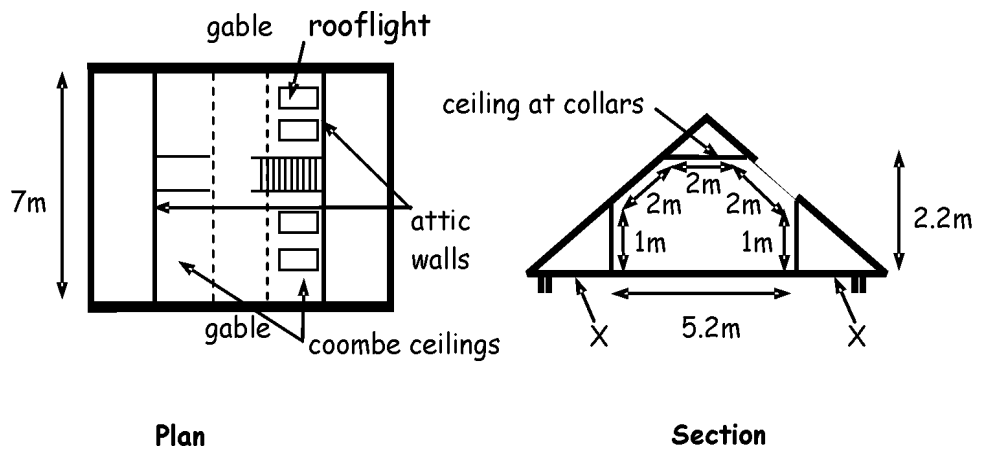 gable
rooflight
7m
attic
walls
gable
coombe ceilings
Plan
ceiling at collars
2m
2m
2m
1m
1m
2.2m
5.2m
X
X
Section